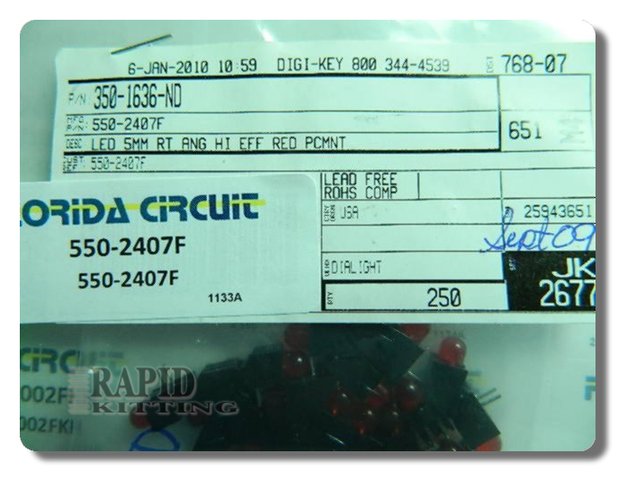 6-JAN-2010 10:59 DIGI-KEY 800 344-4539
768-07
P/N: 350-1636-ND
MFG. P/N: 550-2407F
651
DESC LED 5MM RT ANG HI EFF RED PCMNT
CUST. REF. 550-2407F
LEAD FREE
ROHS COMP
USA
25943651
Sept 09
DIALIGHT
JK
2677
QTY 250
LORIDA CIRCUIT
550-2407F
550-2407F
1133A
CIRCUIT
002F
002FK
RAPID
KITTING